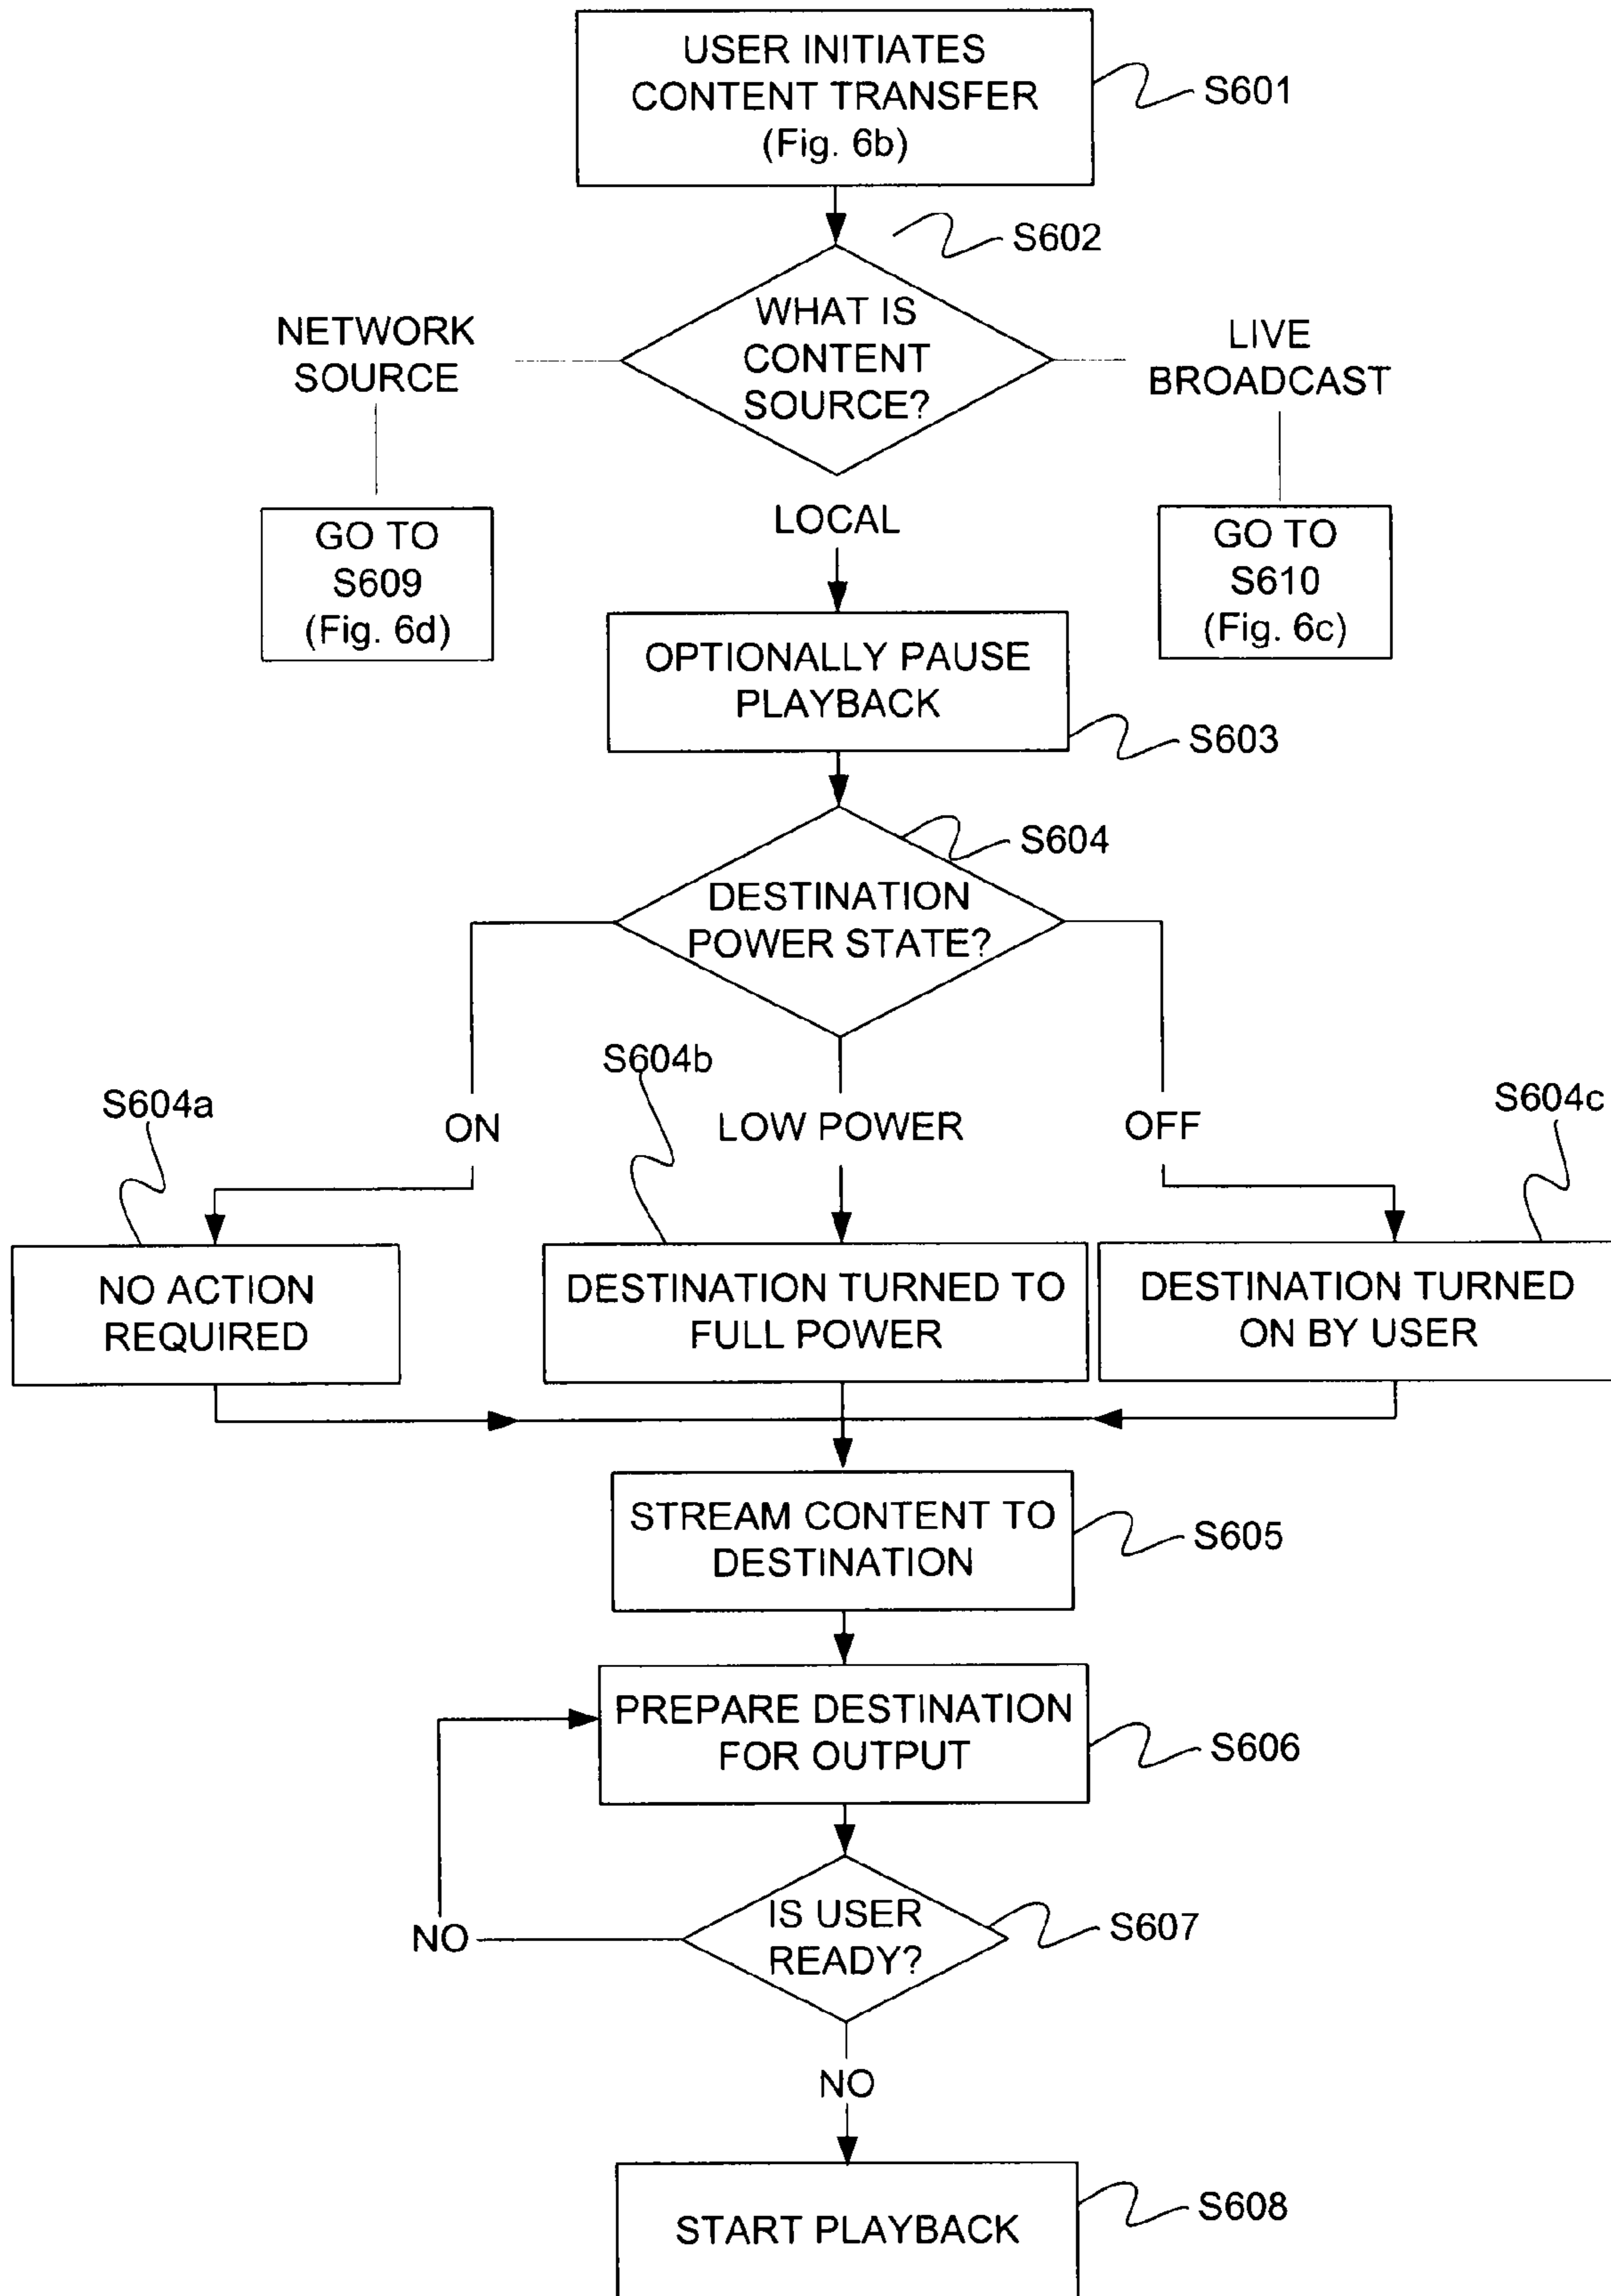 USER INITIATES
CONTENT TRANSFER
(Fig. 6b)
S601
S602
WHAT IS
CONTENT
SOURCE?
NETWORK
SOURCE
LIVE
BROADCAST
GO TO
S609
(Fig. 6d)
LOCAL
GO TO
S610
(Fig. 6c)
OPTIONALLY PAUSE
PLAYBACK
S603
S604
DESTINATION
POWER STATE?
S604a
ON
S604b
LOW POWER
OFF
S604c
NO ACTION
REQUIRED
DESTINATION TURNED TO
FULL POWER
DESTINATION TURNED
ON BY USER
STREAM CONTENT TO
DESTINATION
S605
PREPARE DESTINATION
FOR OUTPUT
S606
IS USER
READY?
S607
NO
NO
START PLAYBACK
S608